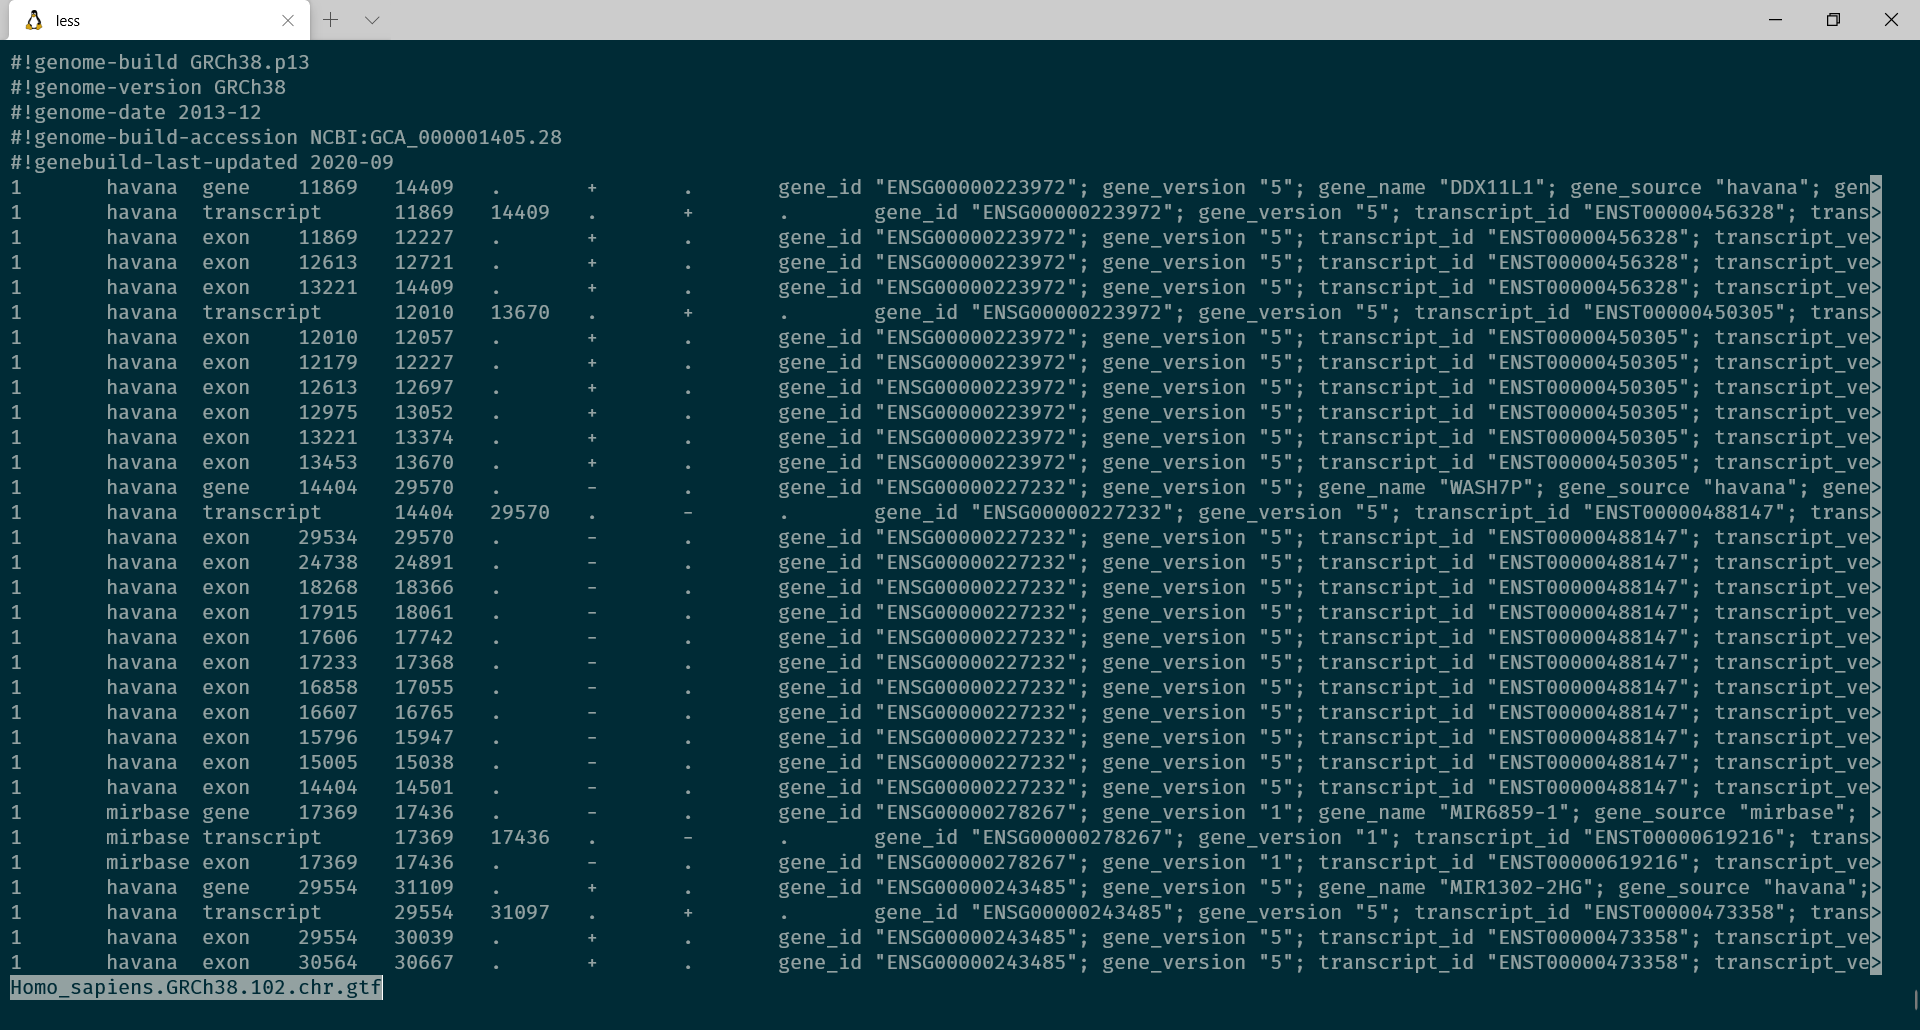 less
#!genome-build GRCh38.p13
#!genome-version GRCh38
#!genome-date 2013-12
#!genome-build-accession NCBI:GCA_000001405.28
#!genebuild-last-updated 2020-09
1	havana	gene	11869	14409	.	+	.	gene_id "ENSG00000223972"; gene_version "5"; gene_name "DDX11L1"; gene_source "havana"; gen>
1	havana	transcript	11869	14409	.	+	.	gene_id "ENSG00000223972"; gene_version "5"; transcript_id "ENST00000456328"; trans>
1	havana	exon	11869	12227	.	+	.	gene_id "ENSG00000223972"; gene_version "5"; transcript_id "ENST00000456328"; transcript_ve>
1	havana	exon	12613	12721	.	+	.	gene_id "ENSG00000223972"; gene_version "5"; transcript_id "ENST00000456328"; transcript_ve>
1	havana	exon	13221	14409	.	+	.	gene_id "ENSG00000223972"; gene_version "5"; transcript_id "ENST00000456328"; transcript_ve>
1	havana	transcript	12010	13670	.	+	.	gene_id "ENSG00000223972"; gene_version "5"; transcript_id "ENST00000450305"; trans>
1	havana	exon	12010	12057	.	+	.	gene_id "ENSG00000223972"; gene_version "5"; transcript_id "ENST00000450305"; transcript_ve>
1	havana	exon	12179	12227	.	+	.	gene_id "ENSG00000223972"; gene_version "5"; transcript_id "ENST00000450305"; transcript_ve>
1	havana	exon	12613	12697	.	+	.	gene_id "ENSG00000223972"; gene_version "5"; transcript_id "ENST00000450305"; transcript_ve>
1	havana	exon	12975	13052	.	+	.	gene_id "ENSG00000223972"; gene_version "5"; transcript_id "ENST00000450305"; transcript_ve>
1	havana	exon	13221	13374	.	+	.	gene_id "ENSG00000223972"; gene_version "5"; transcript_id "ENST00000450305"; transcript_ve>
1	havana	exon	13453	13670	.	+	.	gene_id "ENSG00000223972"; gene_version "5"; transcript_id "ENST00000450305"; transcript_ve>
1	havana	gene	14404	29570	.	-	.	gene_id "ENSG00000227232"; gene_version "5"; gene_name "WASH7P"; gene_source "havana"; gene>
1	havana	transcript	14404	29570	.	-	.	gene_id "ENSG00000227232"; gene_version "5"; transcript_id "ENST00000488147"; trans>
1	havana	exon	29534	29570	.	-	.	gene_id "ENSG00000227232"; gene_version "5"; transcript_id "ENST00000488147"; transcript_ve>
1	havana	exon	24738	24891	.	-	.	gene_id "ENSG00000227232"; gene_version "5"; transcript_id "ENST00000488147"; transcript_ve>
1	havana	exon	18268	18366	.	-	.	gene_id "ENSG00000227232"; gene_version "5"; transcript_id "ENST00000488147"; transcript_ve>
1	havana	exon	17915	18061	.	-	.	gene_id "ENSG00000227232"; gene_version "5"; transcript_id "ENST00000488147"; transcript_ve>
1	havana	exon	17606	17742	.	-	.	gene_id "ENSG00000227232"; gene_version "5"; transcript_id "ENST00000488147"; transcript_ve>
1	havana	exon	17233	17368	.	-	.	gene_id "ENSG00000227232"; gene_version "5"; transcript_id "ENST00000488147"; transcript_ve>
1	havana	exon	16858	17055	.	-	.	gene_id "ENSG00000227232"; gene_version "5"; transcript_id "ENST00000488147"; transcript_ve>
1	havana	exon	16607	16765	.	-	.	gene_id "ENSG00000227232"; gene_version "5"; transcript_id "ENST00000488147"; transcript_ve>
1	havana	exon	15796	15947	.	-	.	gene_id "ENSG00000227232"; gene_version "5"; transcript_id "ENST00000488147"; transcript_ve>
1	havana	exon	15005	15038	.	-	.	gene_id "ENSG00000227232"; gene_version "5"; transcript_id "ENST00000488147"; transcript_ve>
1	havana	exon	14404	14501	.	-	.	gene_id "ENSG00000227232"; gene_version "5"; transcript_id "ENST00000488147"; transcript_ve>
1	mirbase	gene	17369	17436	.	-	.	gene_id "ENSG00000278267"; gene_version "1"; gene_name "MIR6859-1"; gene_source "mirbase"; >
1	mirbase	transcript	17369	17436	.	-	.	gene_id "ENSG00000278267"; gene_version "1"; transcript_id "ENST00000619216"; trans>
1	mirbase	exon	17369	17436	.	-	.	gene_id "ENSG00000278267"; gene_version "1"; transcript_id "ENST00000619216"; transcript_ve>
1	havana	gene	29554	31109	.	+	.	gene_id "ENSG00000243485"; gene_version "5"; gene_name "MIR1302-2HG"; gene_source "havana";>
1	havana	transcript	29554	31097	.	+	.	gene_id "ENSG00000243485"; gene_version "5"; transcript_id "ENST00000473358"; trans>
1	havana	exon	29554	30039	.	+	.	gene_id "ENSG00000243485"; gene_version "5"; transcript_id "ENST00000473358"; transcript_ve>
1	havana	exon	30564	30667	.	+	.	gene_id "ENSG00000243485"; gene_version "5"; transcript_id "ENST00000473358"; transcript_ve>
Homo_sapiens.GRCh38.102.chr.gtf